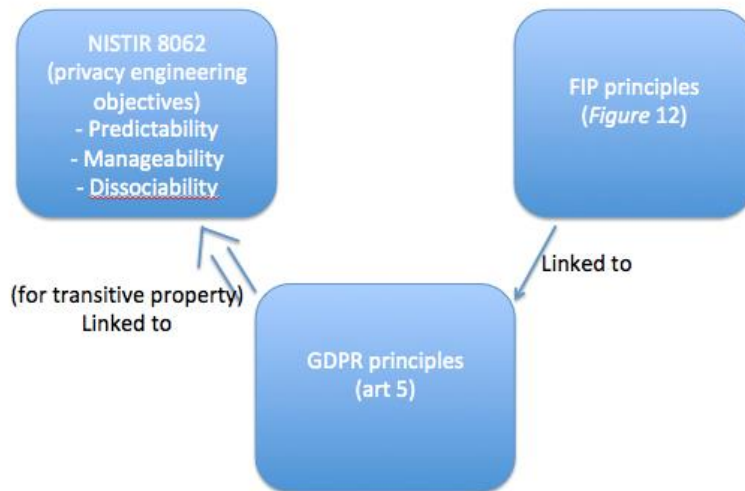 NISTIR 8062
(privacy engineering
objectives)
- Predictability
- Manageability
- Dissociability
FIP principles
(Figure 12)
Linked to
(for transitive property)
Linked to
GDPR principles
(art 5)